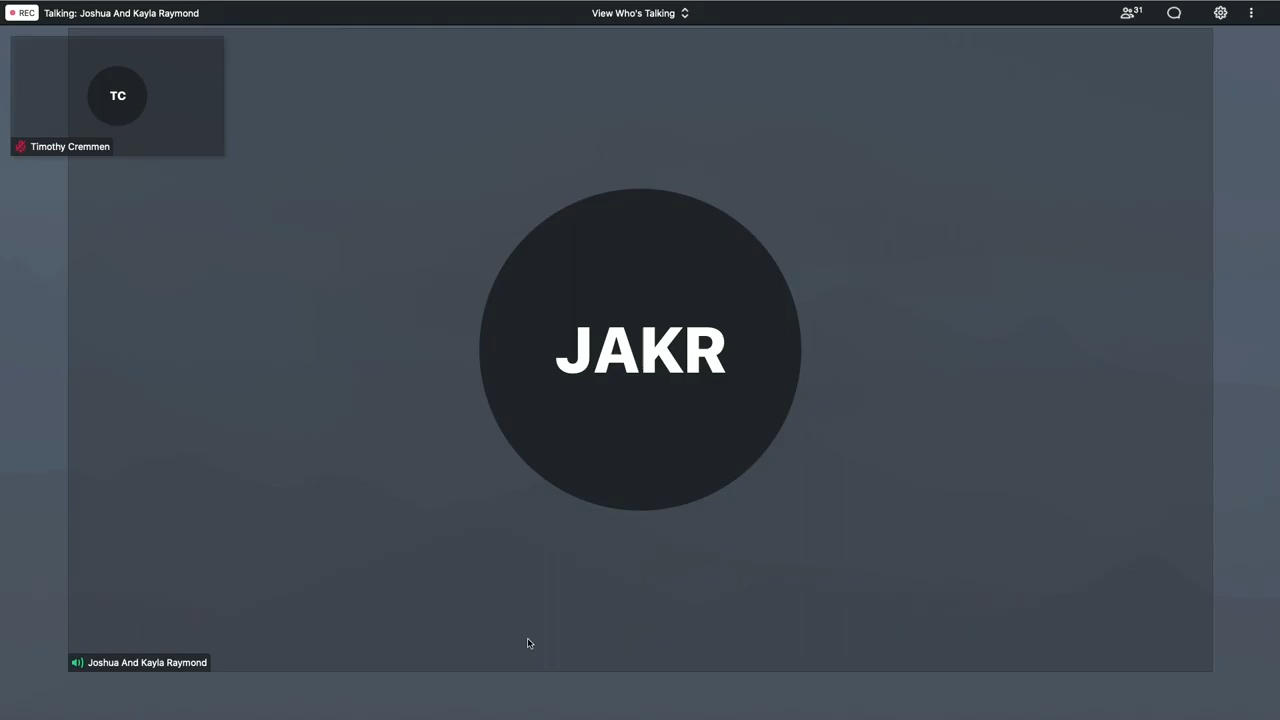 REC
Talking: Joshua And Kayla Raymond
View Who's Talking
31
TC
Timothy Cremmen
JAKR
Joshua And Kayla Raymond